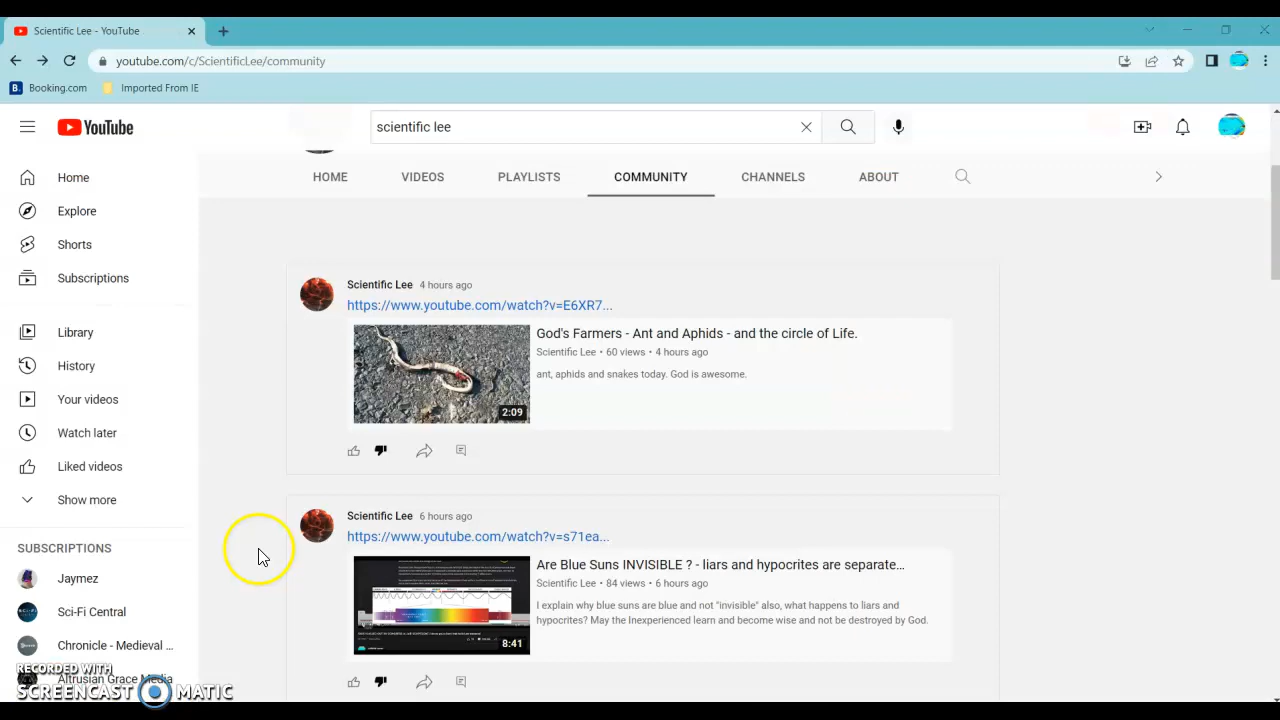 Scientific Lee - YouTube
youtube.com/c/ScientificLee/community
Booking.com
Imported From IE
YouTube
scientific lee
HOME
VIDEOS
PLAYLISTS
COMMUNITY
CHANNELS
ABOUT
Home
Explore
Shorts
Subscriptions
Library
History
Your videos
Watch later
Liked videos
Show more
SUBSCRIPTIONS
Jaymez
Sci-Fi Central
Chronicle - Medieval ...
Altrusian Grace Media
Scientific Lee 4 hours ago
https://www.youtube.com/watch?v=E6XR7...
God's Farmers - Ant and Aphids - and the circle of Life.
Scientific Lee • 60 views • 4 hours ago
ant, aphids and snakes today. God is awesome.
2:09
Scientific Lee 6 hours ago
https://www.youtube.com/watch?v=s71ea...
Are Blue Suns INVISIBLE ? - liars and hypocrites are separate...
Scientific Lee • 84 views • 6 hours ago
I explain why blue suns are blue and not "invisible" also, what happens to liars and
hypocrites? May the Inexperienced learn and become wise and not be destroyed by God.
8:41
RECORDED WITH
SCREENCAST MATIC